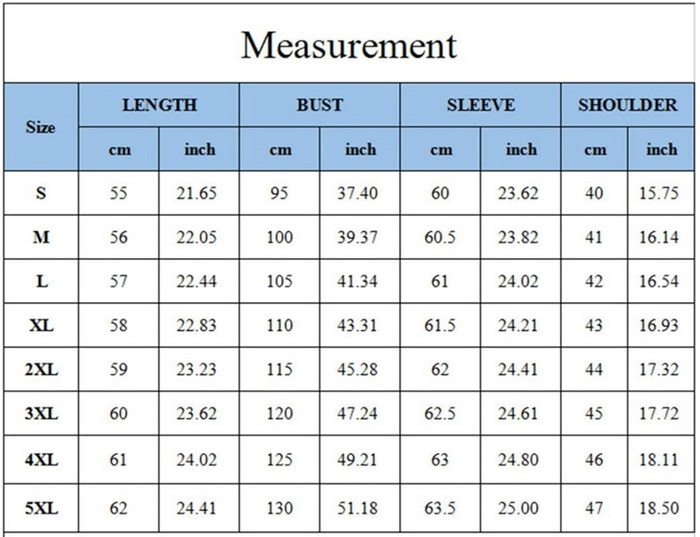 Measurement
Size LENGTH BUST SLEEVE SHOULDER
cm inch cm inch cm inch cm inch
S 55 21.65 95 37.40 60 23.62 40 15.75
M 56 22.05 100 39.37 60.5 23.82 41 16.14
L 57 22.44 105 41.34 61 24.02 42 16.54
XL 58 22.83 110 43.31 61.5 24.21 43 16.93
2XL 59 23.23 115 45.28 62 24.41 44 17.32
3XL 60 23.62 120 47.24 62.5 24.61 45 17.72
4XL 61 24.02 125 49.21 63 24.80 46 18.11
5XL 62 24.41 130 51.18 63.5 25.00 47 18.50